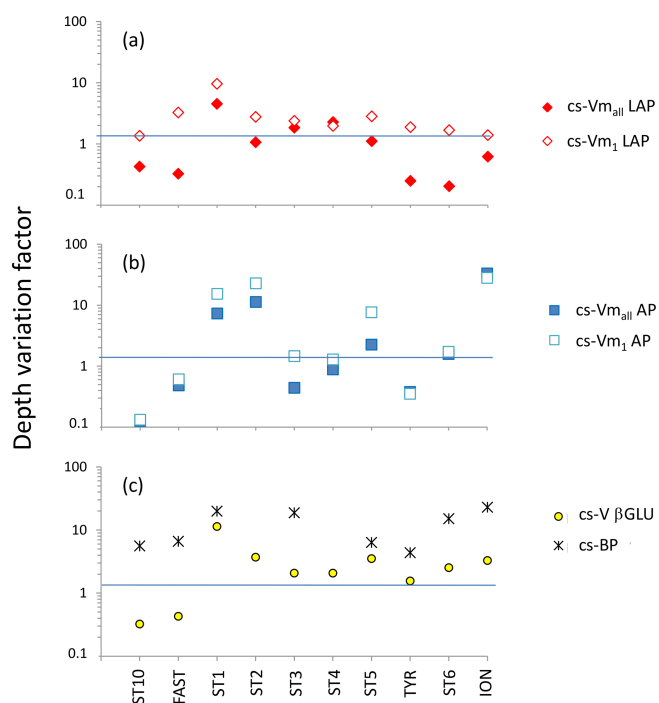 Depth variation factor
(a)
100
10
1
0.1
cs-Vmall LAP
cs-Vm1 LAP
(b)
100
10
1
0.1
cs-Vmall AP
cs-Vm1 AP
(c)
100
10
1
0.1
cs-V βGLU
cs-BP
ST10
FAST
ST1
ST2
ST3
ST4
ST5
TYR
ST6
ION